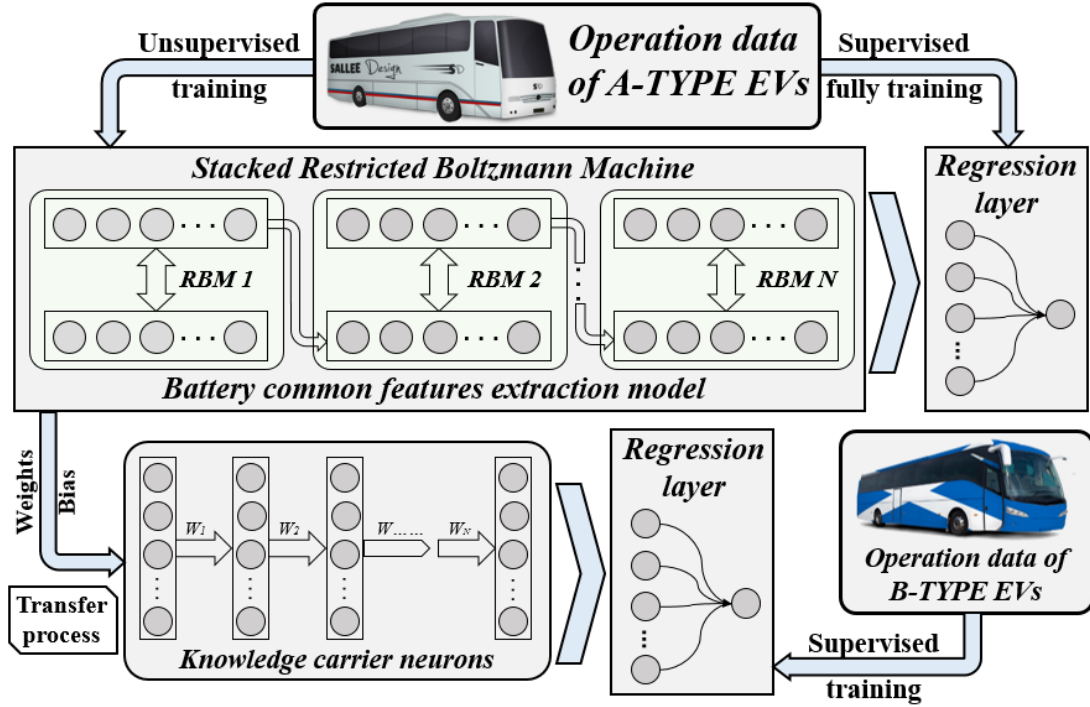 Unsupervised
training
SALLEE Design SD
SD
Operation data
of A-TYPE EVs
Supervised
fully training
Stacked Restricted Boltzmann Machine
RBM 1
RBM 2
RBM N
Battery common features extraction model
Regression
layer
Weights
Bias
Transfer
process
W1
W2
W......
WN
Knowledge carrier neurons
Regression
layer
Operation data of
B-TYPE EVs
Supervised
training